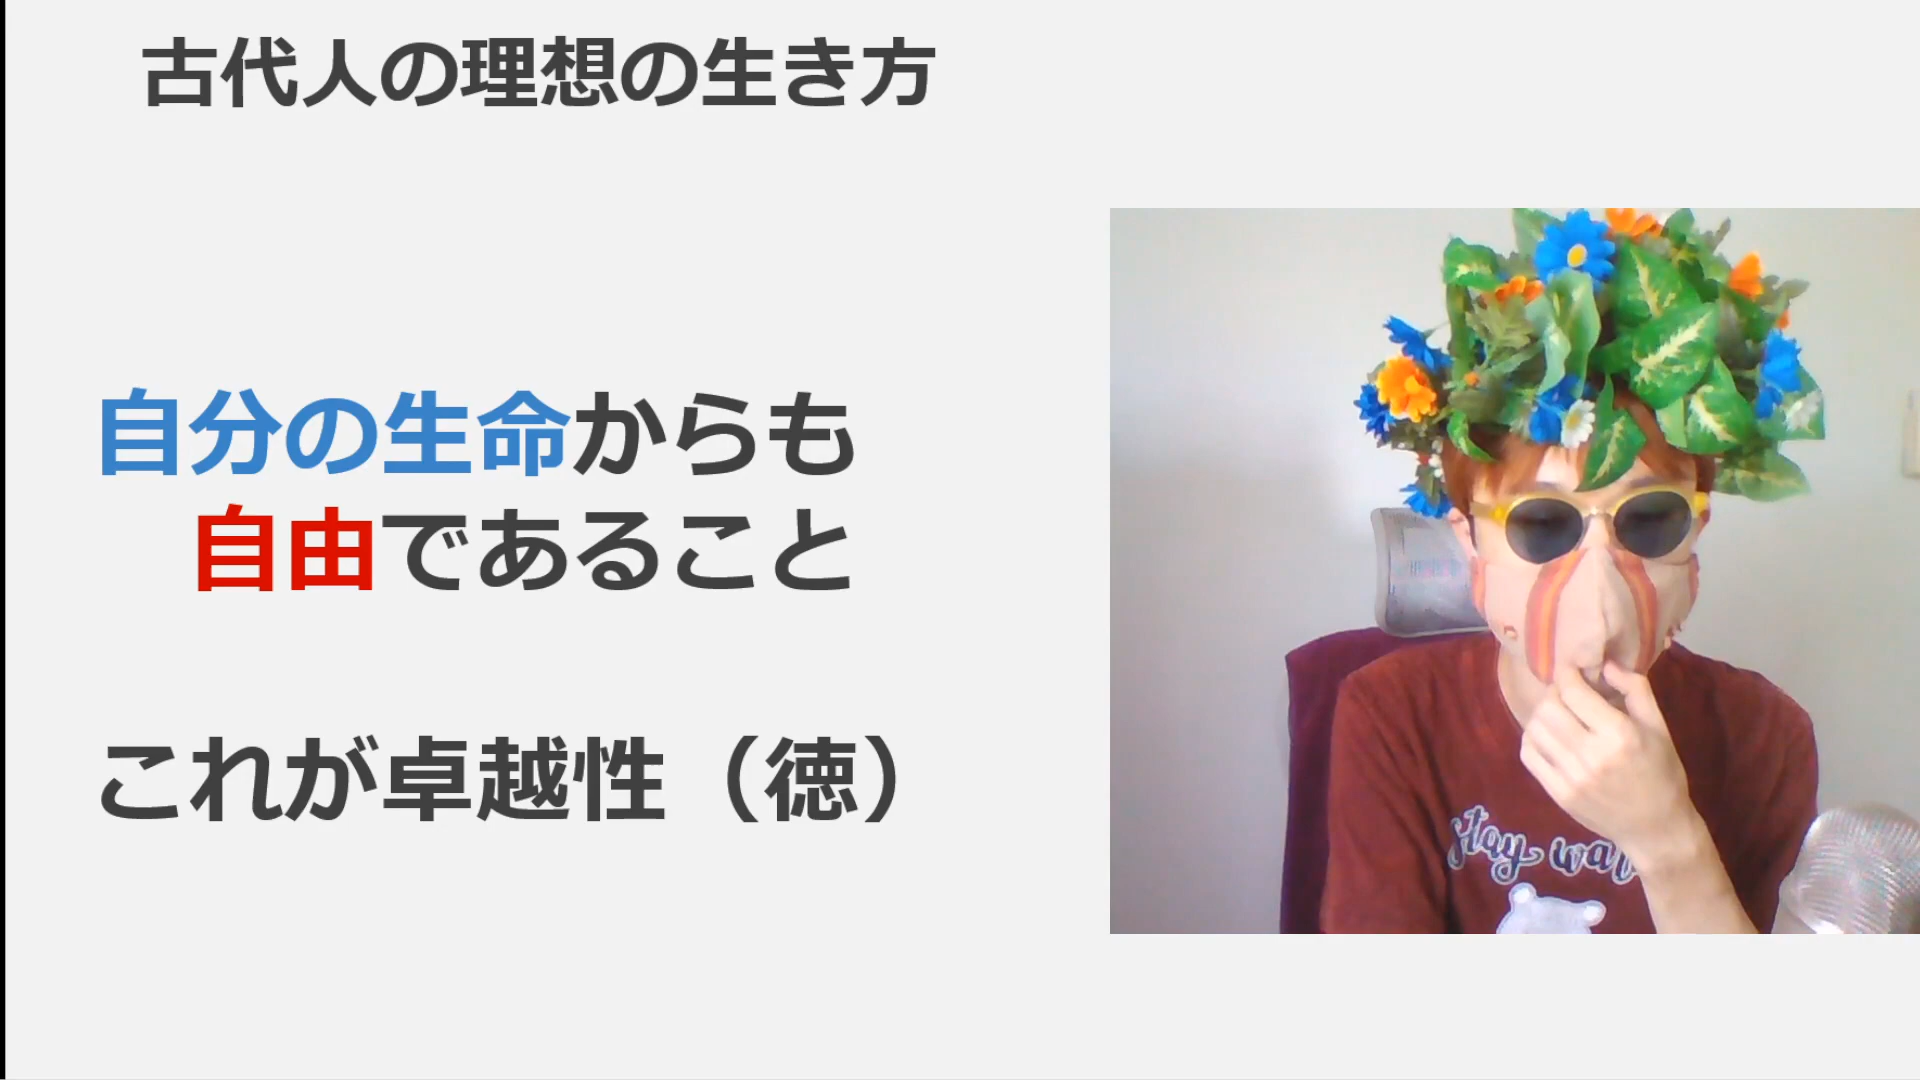 古代人の理想の生き方
自分の生命からも
自由であること
これが卓越性（徳）
stay